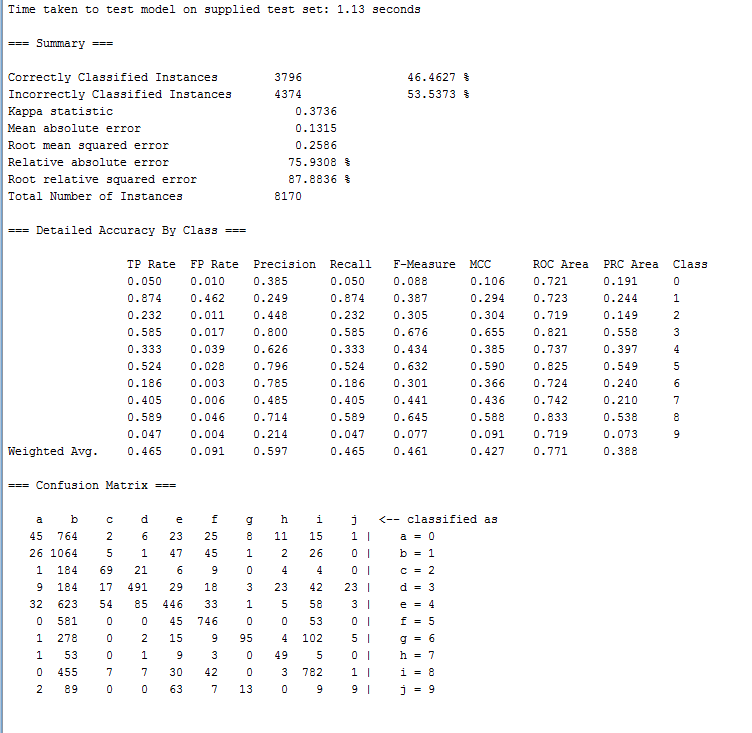 Time taken to test model on supplied test set: 1.13 seconds
=== Summary ===
Correctly Classified Instances 3796 46.4627 %
Incorrectly Classified Instances 4374 53.5373 %
Kappa statistic 0.3736
Mean absolute error 0.1315
Root mean squared error 0.2586
Relative absolute error 75.9308 %
Root relative squared error 87.8836 %
Total Number of Instances 8170
=== Detailed Accuracy By Class ===
TP Rate FP Rate Precision Recall F-Measure MCC ROC Area PRC Area Class
0.050 0.010 0.385 0.050 0.088 0.106 0.721 0.191 0
0.874 0.462 0.249 0.874 0.387 0.294 0.723 0.244 1
0.232 0.011 0.448 0.232 0.305 0.304 0.719 0.149 2
0.585 0.017 0.800 0.585 0.676 0.655 0.821 0.558 3
0.333 0.039 0.626 0.333 0.434 0.385 0.737 0.397 4
0.524 0.028 0.796 0.524 0.632 0.590 0.825 0.549 5
0.186 0.003 0.785 0.186 0.301 0.366 0.724 0.240 6
0.405 0.006 0.485 0.405 0.441 0.436 0.742 0.210 7
0.589 0.046 0.714 0.589 0.645 0.588 0.833 0.538 8
0.047 0.004 0.214 0.047 0.077 0.091 0.719 0.073 9
Weighted Avg. 0.465 0.091 0.597 0.465 0.461 0.427 0.771 0.388
=== Confusion Matrix ===
a b c d e f g h i j <-- classified as
45 764 2 6 23 25 8 11 15 1 | a = 0
26 1064 5 1 47 45 1 2 26 0 | b = 1
1 184 69 21 6 9 0 4 4 0 | c = 2
9 184 17 491 29 18 3 23 42 23 | d = 3
32 623 54 85 446 33 1 5 58 3 | e = 4
0 581 0 0 45 746 0 0 53 0 | f = 5
1 278 0 2 15 9 95 4 102 5 | g = 6
1 53 0 1 9 3 0 49 5 0 | h = 7
0 455 7 7 30 42 0 3 782 1 | i = 8
2 89 0 0 63 7 13 0 9 9 | j = 9